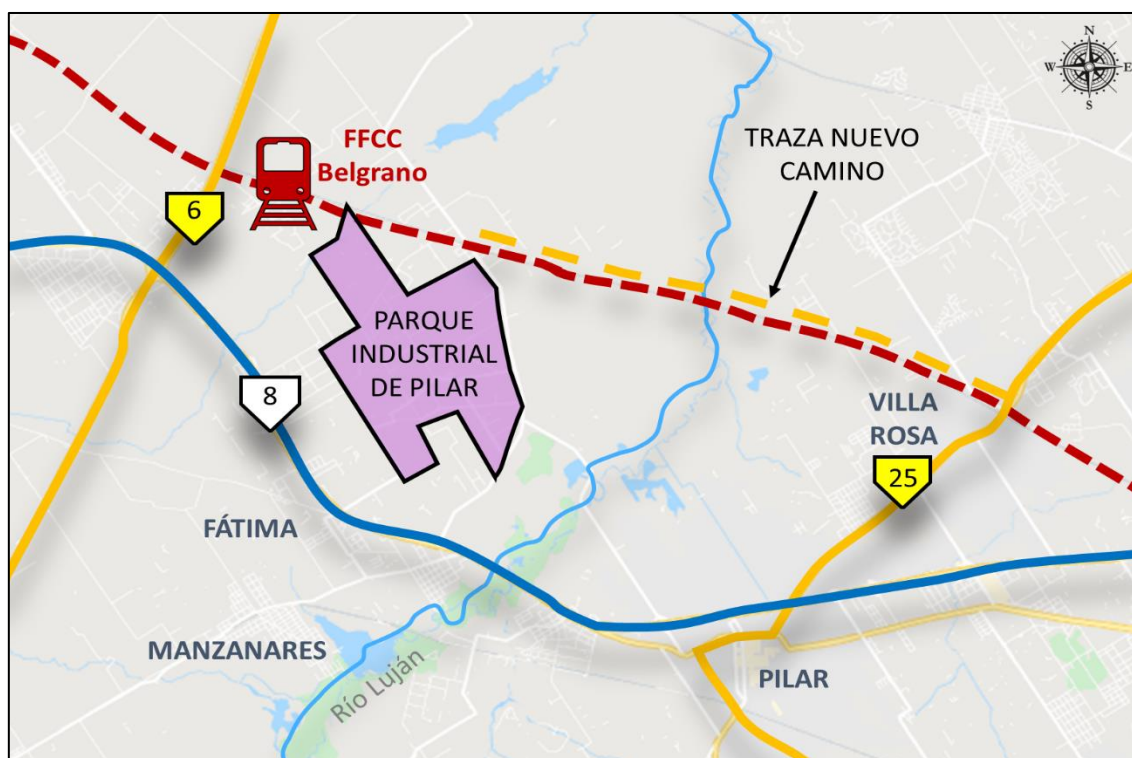 N
W
E
S
FFCC
Belgrano
TRAZA NUEVO
CAMINO
6
PARQUE
INDUSTRIAL
DE PILAR
8
VILLA
ROSA
25
FÁTIMA
MANZANARES
Río Luján
PILAR